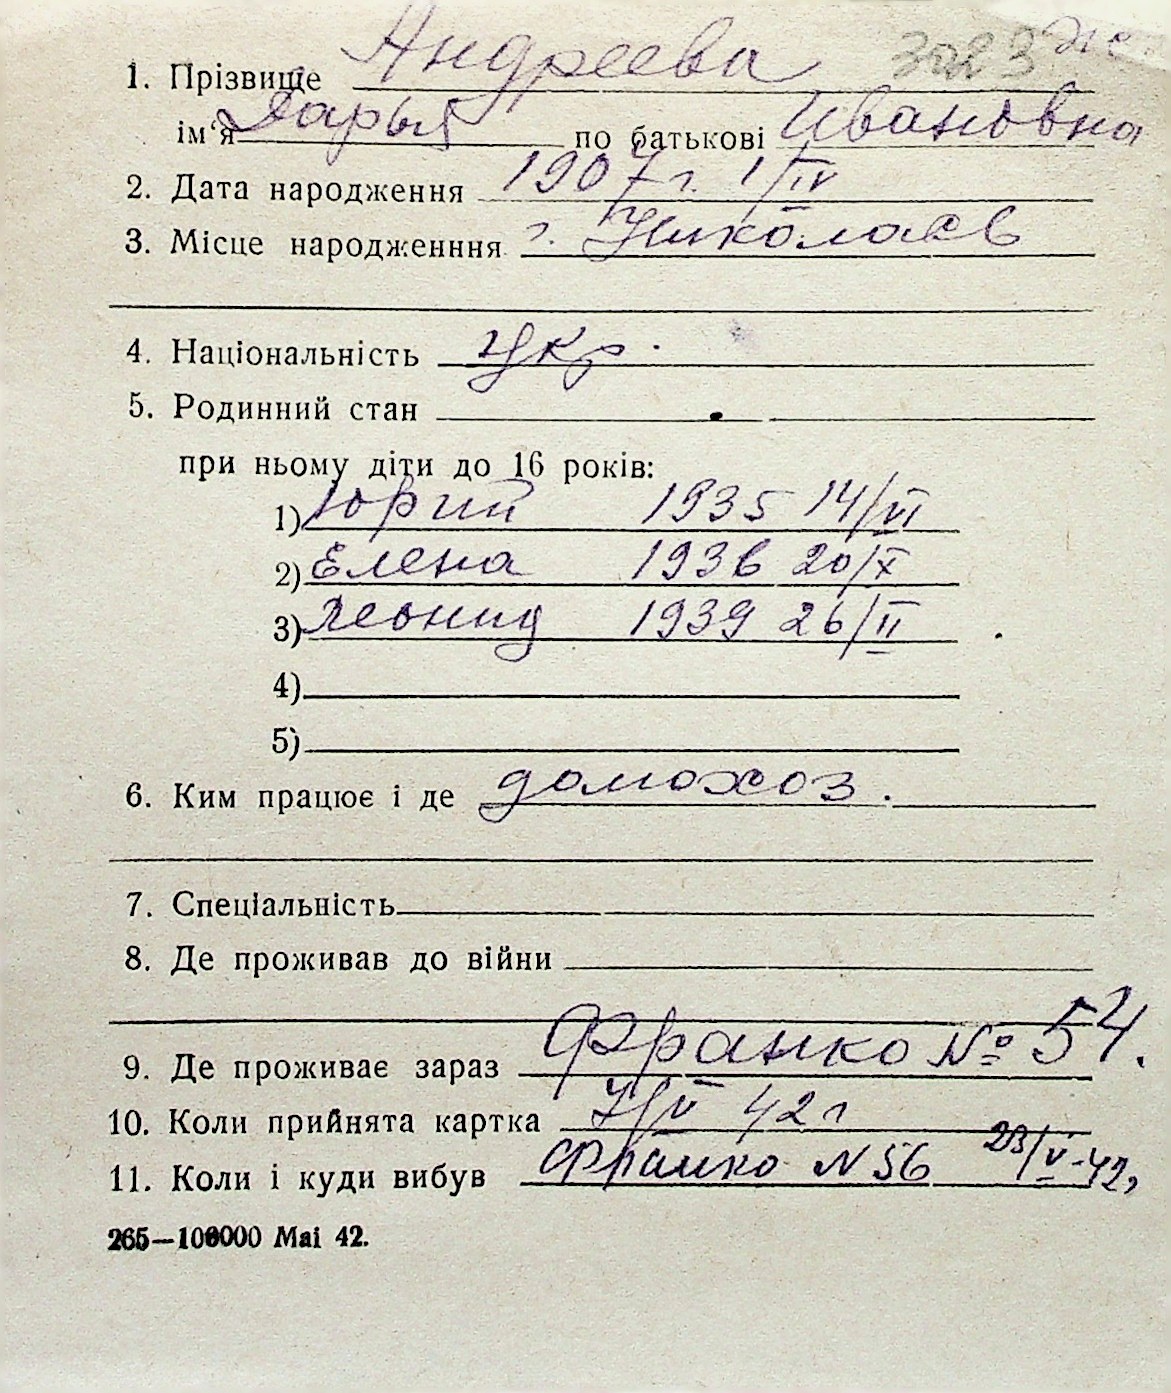 1. Прізвище Андреева 3023
ім'я Дарья по батькові Ивановна
2. Дата народження 1907 г. 1/IV
3. Місце народженння г. Николаев
4. Національність Укр.
5. Родинний стан
при ньому діти до 16 років:
1) Юрий 1935 14/VI
2) Елена 1936 20/X
3) Леонид 1939 26/II
4)
5)
6. Ким працює і де домохоз.
7. Спеціальність
8. Де проживав до війни
9. Де проживає зараз Франко № 54.
10. Коли прийнята картка 7/V 42 г
11. Коли і куди вибув Франко N 56 23/V-42,
265—100000 Mai 42.